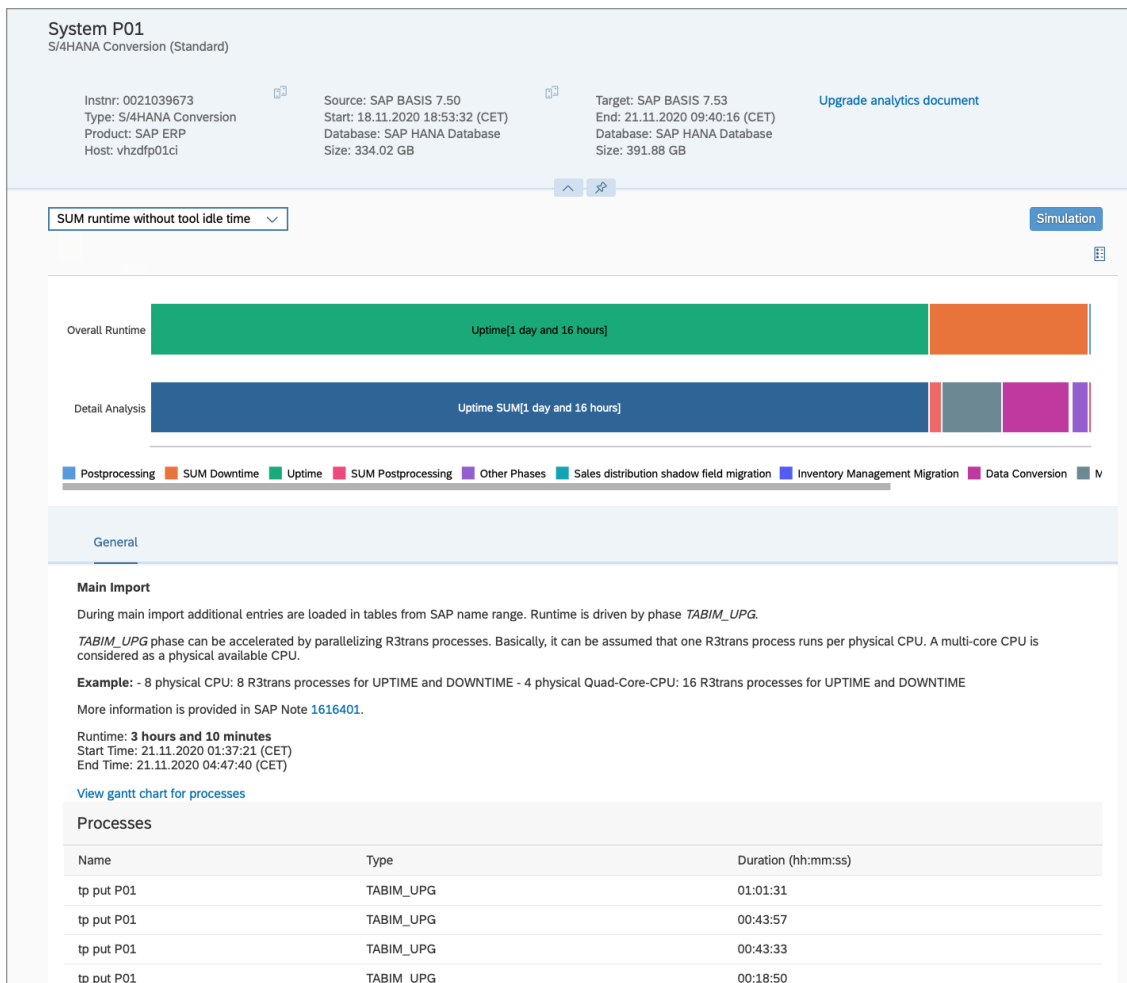 System P01
S/4HANA Conversion (Standard)
Instnr: 0021039673
Type: S/4HANA Conversion
Product: SAP ERP
Host: vhzdfp01ci
Source: SAP BASIS 7.50
Start: 18.11.2020 18:53:32 (CET)
Database: SAP HANA Database
Size: 334.02 GB
Target: SAP BASIS 7.53
End: 21.11.2020 09:40:16 (CET)
Database: SAP HANA Database
Size: 391.88 GB
Upgrade analytics document
SUM runtime without tool idle time
Simulation
Overall Runtime
Uptime[1 day and 16 hours]
Detail Analysis
Uptime SUM[1 day and 16 hours]
Postprocessing SUM Downtime Uptime SUM Postprocessing Other Phases Sales distribution shadow field migration Inventory Management Migration Data Conversion M
General
Main Import
During main import additional entries are loaded in tables from SAP name range. Runtime is driven by phase TABIM_UPG.
TABIM_UPG phase can be accelerated by parallelizing R3trans processes. Basically, it can be assumed that one R3trans process runs per physical CPU. A multi-core CPU is
considered as a physical available CPU.
Example: - 8 physical CPU: 8 R3trans processes for UPTIME and DOWNTIME - 4 physical Quad-Core-CPU: 16 R3trans processes for UPTIME and DOWNTIME
More information is provided in SAP Note 1616401.
Runtime: 3 hours and 10 minutes
Start Time: 21.11.2020 01:37:21 (CET)
End Time: 21.11.2020 04:47:40 (CET)
View gantt chart for processes
Processes
Name Type Duration (hh:mm:ss)
tp put P01 TABIM_UPG 01:01:31
tp put P01 TABIM_UPG 00:43:57
tp put P01 TABIM_UPG 00:43:33
tp put P01 TABIM_UPG 00:18:50